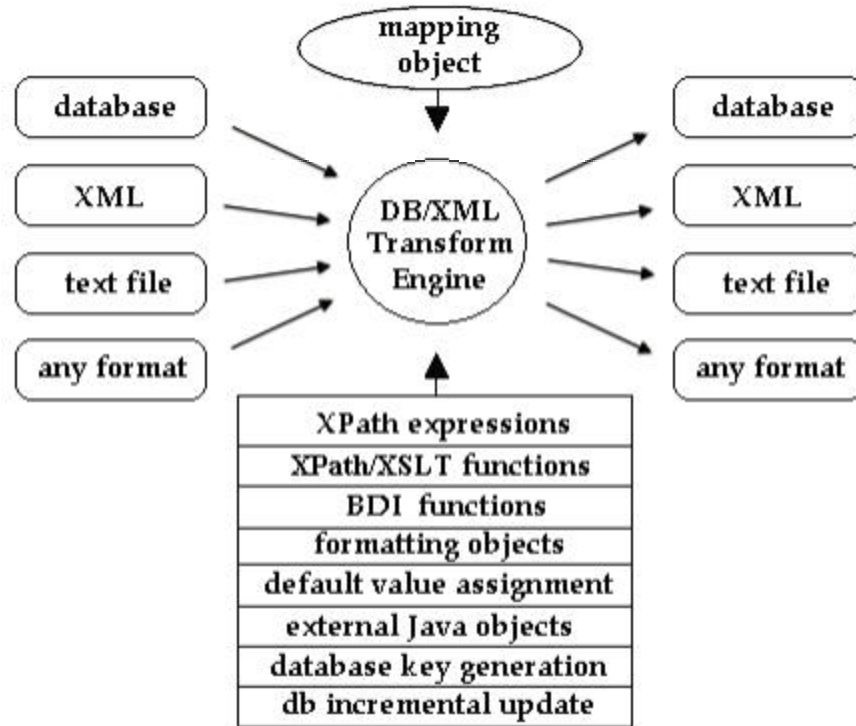 mapping
object
database
XML
text file
any format
DB/XML
Transform
Engine
database
XML
text file
any format
XPath expressions
XPath/XSLT functions
BDI functions
formatting objects
default value assignment
external Java objects
database key generation
db incremental update